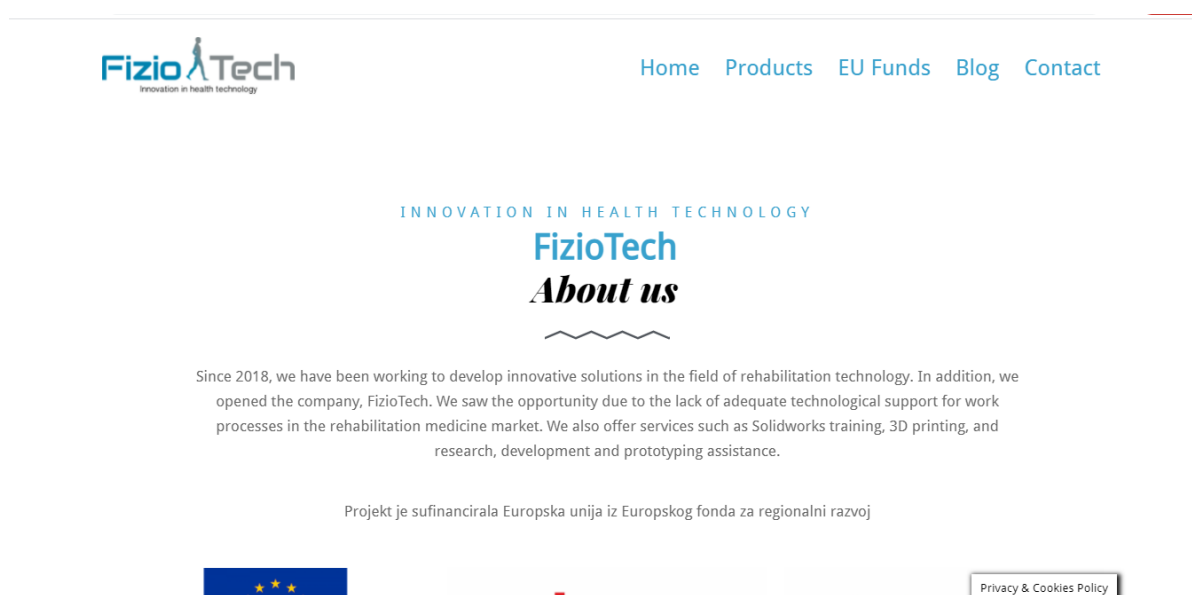 FizioTech
Innovation in health technology
Home Products EU Funds Blog Contact
INNOVATION IN HEALTH TECHNOLOGY
FizioTech
About us
Since 2018, we have been working to develop innovative solutions in the field of rehabilitation technology. In addition, we
opened the company, FizioTech. We saw the opportunity due to the lack of adequate technological support for work
processes in the rehabilitation medicine market. We also offer services such as Solidworks training, 3D printing, and
research, development and prototyping assistance.
Projekt je sufinancirala Europska unija iz Europskog fonda za regionalni razvoj
Privacy & Cookies Policy